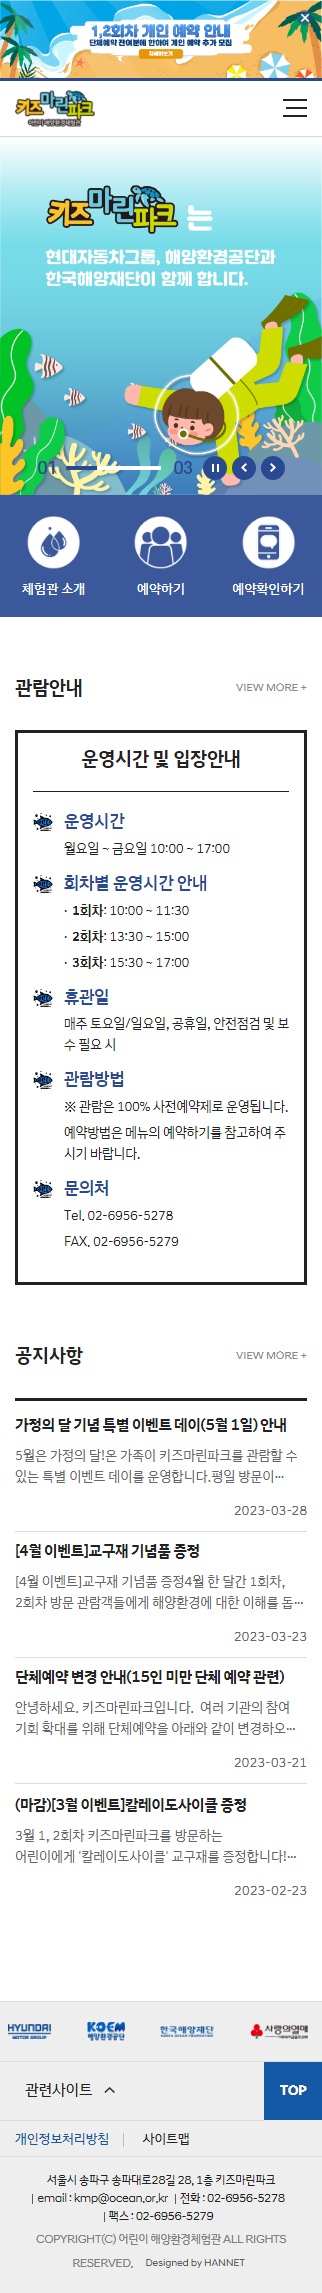 1,2회차 개인 예약 안내
단체예약 잔여분에 한하여 개인 예약 추가 모집
자세히보기
키즈마린파크
어린이 해양환경체험관
키즈마린파크 는
현대자동차그룹, 해양환경공단과
한국해양재단이 함께 합니다.
01 03
체험관 소개 예약하기 예약확인하기
관람안내 VIEW MORE +
운영시간 및 입장안내
운영시간
월요일 ~ 금요일 10:00 ~ 17:00
회차별 운영시간 안내
· 1회차: 10:00 ~ 11:30
· 2회차: 13:30 ~ 15:00
· 3회차: 15:30 ~ 17:00
휴관일
매주 토요일/일요일, 공휴일, 안전점검 및 보
수 필요 시
관람방법
※ 관람은 100% 사전예약제로 운영됩니다.
예약방법은 메뉴의 예약하기를 참고하여 주
시기 바랍니다.
문의처
Tel. 02-6956-5278
FAX. 02-6956-5279
공지사항 VIEW MORE +
가정의 달 기념 특별 이벤트 데이(5월 1일) 안내
5월은 가정의 달!온 가족이 키즈마린파크를 관람할 수
있는 특별 이벤트 데이를 운영합니다.평일 방문이…
2023-03-28
[4월 이벤트]교구재 기념품 증정
[4월 이벤트]교구재 기념품 증정4월 한 달간 1회차,
2회차 방문 관람객들에게 해양환경에 대한 이해를 돕…
2023-03-23
단체예약 변경 안내(15인 미만 단체 예약 관련)
안녕하세요. 키즈마린파크입니다. 여러 기관의 참여
기회 확대를 위해 단체예약을 아래와 같이 변경하오…
2023-03-21
(마감)[3월 이벤트]칼레이도사이클 증정
3월 1, 2회차 키즈마린파크를 방문하는
어린이에게 '칼레이도사이클' 교구재를 증정합니다!…
2023-02-23
HYUNDAI
MOTOR GROUP
KOEM
해양환경공단
한국해양재단
KOREA OCEAN FOUNDATION
사랑의열매
관련사이트 TOP
개인정보처리방침 사이트맵
서울시 송파구 송파대로28길 28, 1층 키즈마린파크
| email : kmp@ocean.or.kr | 전화 : 02-6956-5278
| 팩스 : 02-6956-5279
COPYRIGHT(C) 어린이 해양환경체험관 ALL RIGHTS
RESERVED. Designed by HANNET